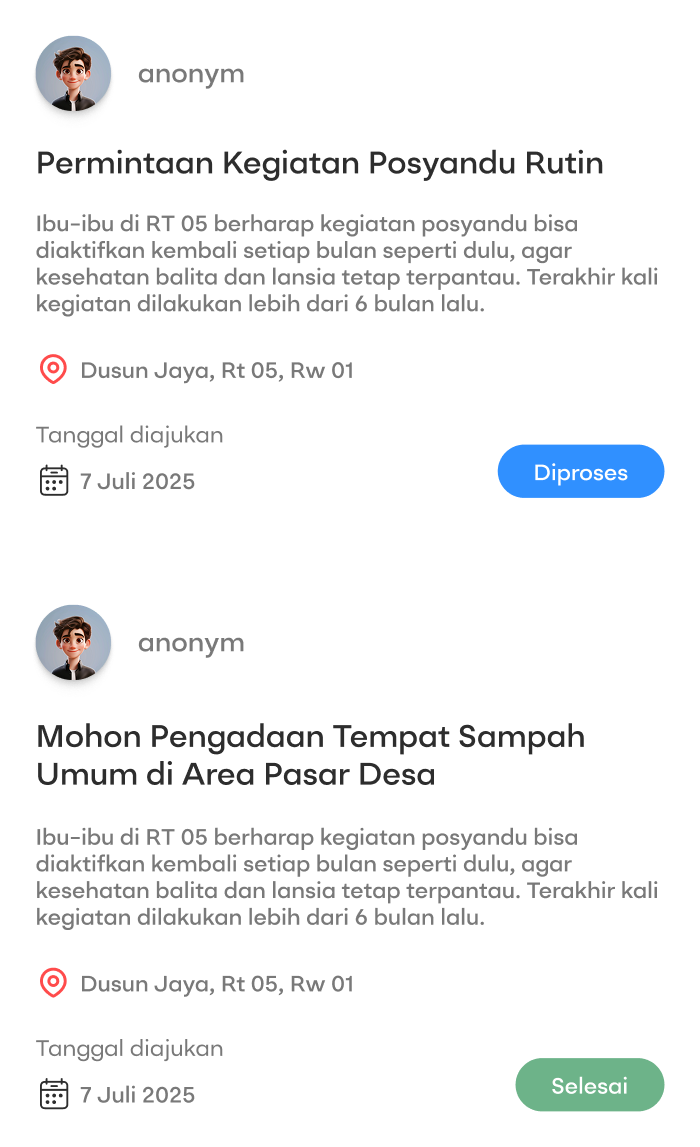 anonym
Permintaan Kegiatan Posyandu Rutin
Ibu-ibu di RT 05 berharap kegiatan posyandu bisa
diaktifkan kembali setiap bulan seperti dulu, agar
kesehatan balita dan lansia tetap terpantau. Terakhir kali
kegiatan dilakukan lebih dari 6 bulan lalu.
Dusun Jaya, Rt 05, Rw 01
Tanggal diajukan
7 Juli 2025
Diproses
anonym
Mohon Pengadaan Tempat Sampah
Umum di Area Pasar Desa
Ibu-ibu di RT 05 berharap kegiatan posyandu bisa
diaktifkan kembali setiap bulan seperti dulu, agar
kesehatan balita dan lansia tetap terpantau. Terakhir kali
kegiatan dilakukan lebih dari 6 bulan lalu.
Dusun Jaya, Rt 05, Rw 01
Tanggal diajukan
7 Juli 2025
Selesai